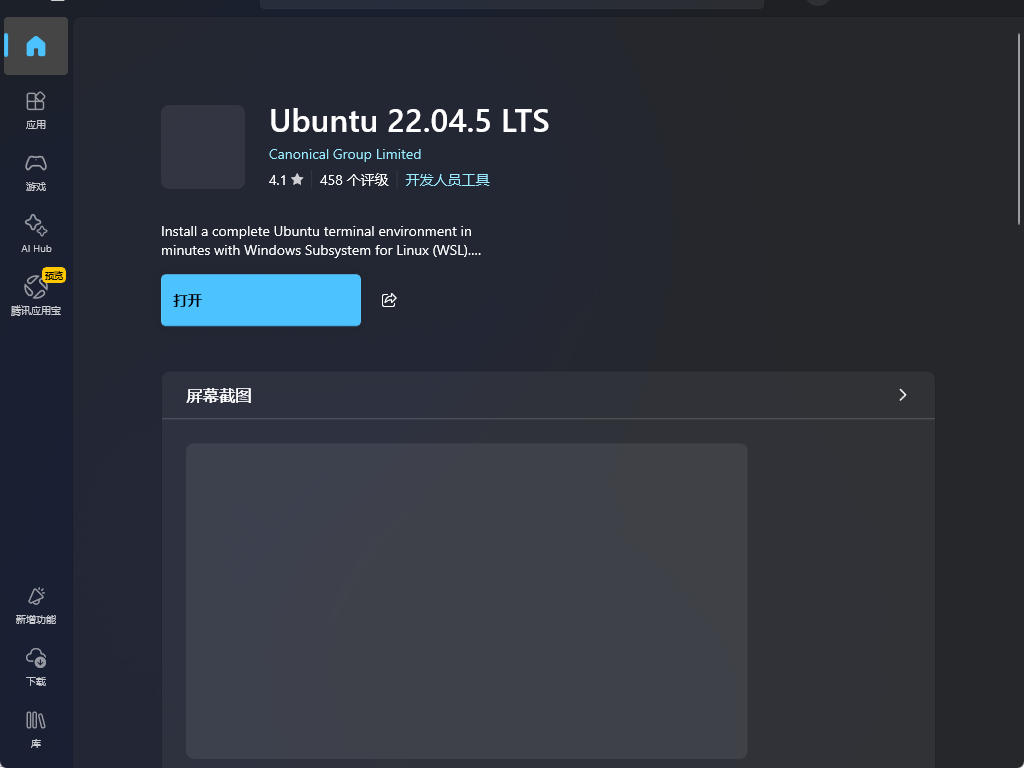 Ubuntu 22.04.5 LTS
Canonical Group Limited
4.1 458 个评级 开发人员工具
Install a complete Ubuntu terminal environment in
minutes with Windows Subsystem for Linux (WSL)....
打开
屏幕截图
应用
游戏
AI Hub
预览
腾讯应用宝
新增功能
下载
库